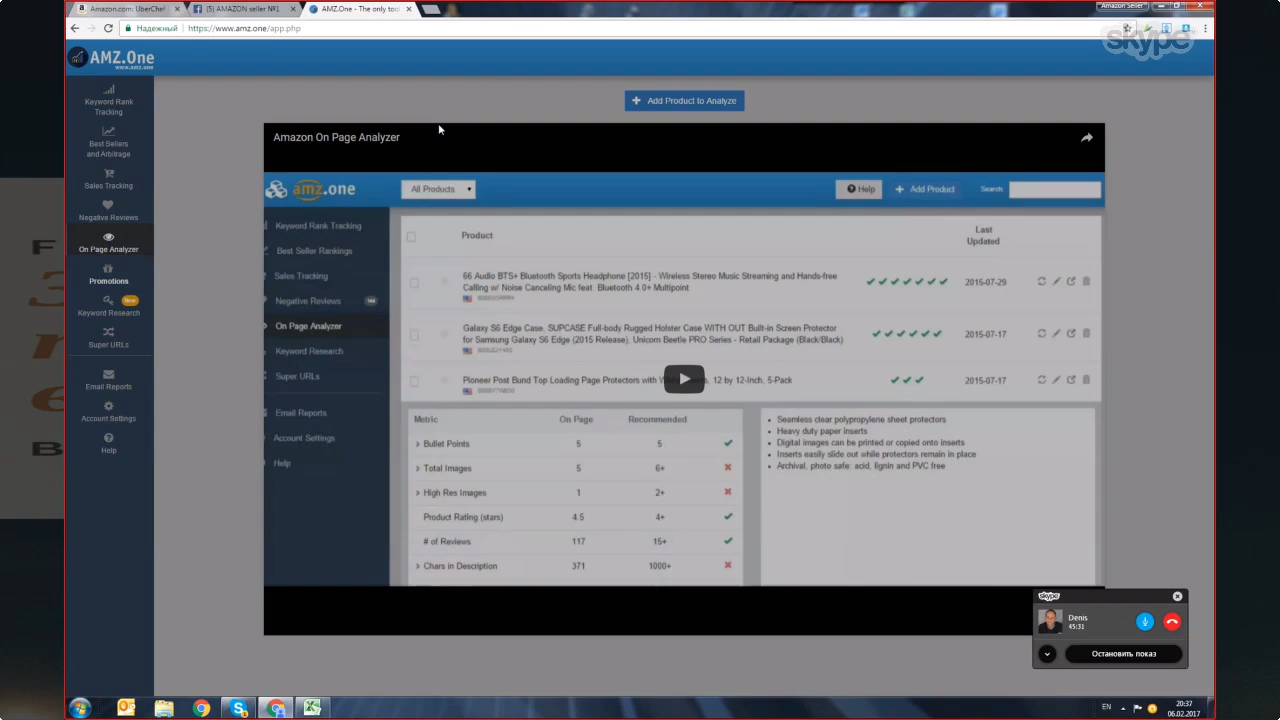 Amazon.com: UberChef
(5) AMAZON seller №1
AMZ.One - The only tool
Amazon Seller
Надежный
https://www.amz.one/app.php
skype
AMZ.One
www.amz.one
Keyword Rank
Tracking
Best Sellers
and Arbitrage
Sales Tracking
Negative Reviews
On Page Analyzer
Promotions
New
Keyword Research
Super URLs
Email Reports
Account Settings
Help
Add Product to Analyze
Amazon On Page Analyzer
amz.one
All Products
Help
Add Product
Search:
Keyword Rank Tracking
Best Seller Rankings
Sales Tracking
Negative Reviews
On Page Analyzer
Keyword Research
Super URLs
Email Reports
Account Settings
Help
Product
Last
Updated
66 Audio BTS+ Bluetooth Sports Headphone [2015] - Wireless Stereo Music Streaming and Hands-free
Calling w/ Noise Canceling Mic feat. Bluetooth 4.0+ Multipoint
2015-07-29
Galaxy S6 Edge Case, SUPCASE Full-body Rugged Holster Case WITH OUT Built-in Screen Protector
for Samsung Galaxy S6 Edge (2015 Release), Unicorn Beetle PRO Series - Retail Package (Black/Black)
2015-07-17
Pioneer Post Bund Top Loading Page Protectors with 12 by 12-Inch, 5-Pack
2015-07-17
Metric On Page Recommended
Bullet Points 5 5
Total Images 5 6+
High Res Images 1 2+
Product Rating (stars) 4.5 4+
# of Reviews 117 15+
Chars in Description 371 1000+
Seamless clear polypropylene sheet protectors
Heavy duty paper inserts
Digital images can be printed or copied onto inserts
Inserts easily slide out while protectors remain in place
Archival, photo safe: acid, lignin and PVC free
skype
Denis
45:31
Остановить показ
EN
20:37
06.02.2017